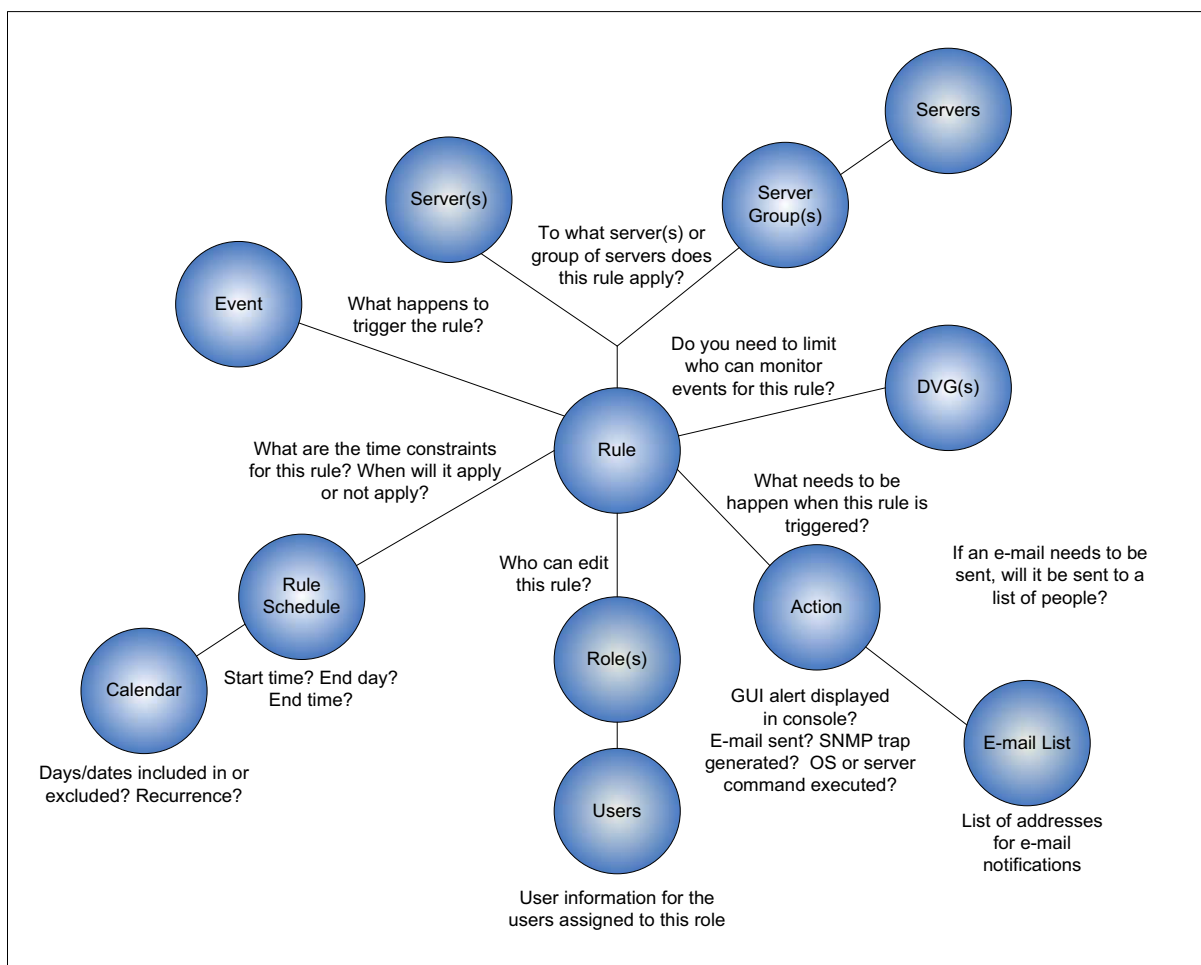 Servers
Server(s)
Server
Group(s)
To what server(s) or
group of servers does
this rule apply?
Event
What happens to
trigger the rule?
Do you need to limit
who can monitor
events for this rule?
DVG(s)
Rule
What are the time constraints
for this rule? When will it apply
or not apply?
What needs to be
happen when this rule is
triggered?
Who can edit
this rule?
If an e-mail needs to be
sent, will it be sent to a
list of people?
Rule
Schedule
Action
Role(s)
Calendar
Start time? End day?
End time?
GUI alert displayed
in console?
E-mail sent? SNMP trap
generated? OS or server
command executed?
E-mail List
Days/dates included in or
excluded? Recurrence?
Users
List of addresses
for e-mail
notifications
User information for the
users assigned to this role